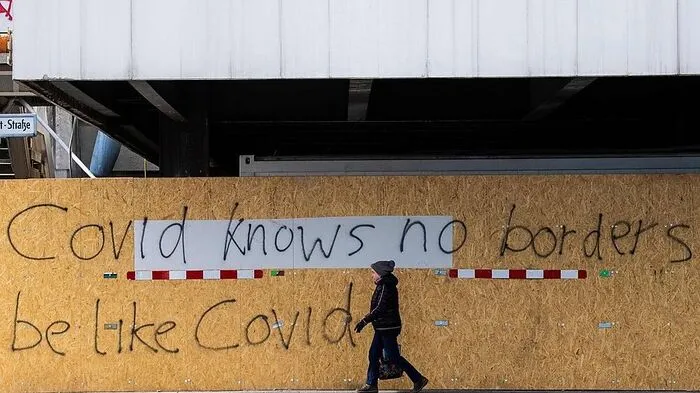 t-Straße
Covid knows no borders
be like Covid